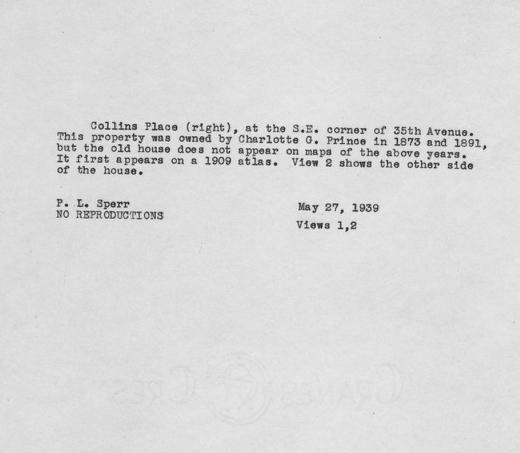 Collins Place (right), at the S.E. corner of 35th Avenue.
This property was owned by Charlotte G. Prince in 1873 and 1891,
but the old house does not appear on maps of the above years.
It first appears on a 1909 atlas. View 2 shows the other side
of the house.
P. L. Sperr
May 27, 1939
NO REPRODUCTIONS
Views 1,2
CRANE'S CREST